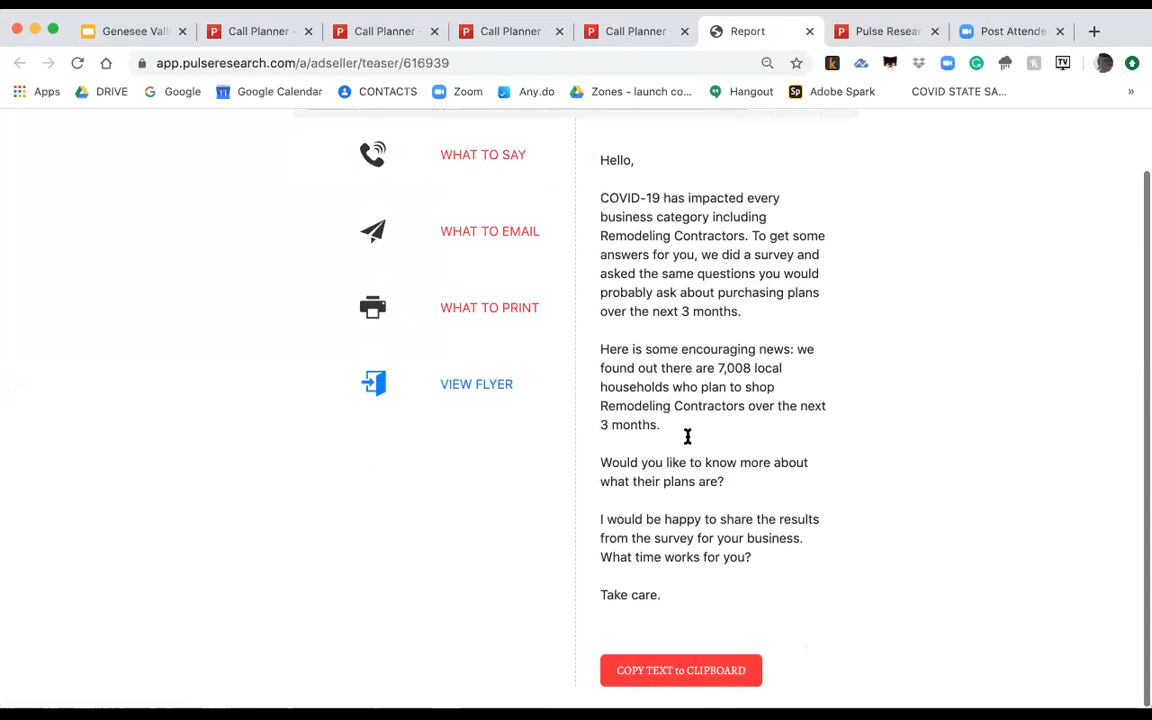 Genesee Vall
Call Planner -
Call Planner -
Call Planner
Call Planner -
Report
Pulse Resear
Post Attende
app.pulseresearch.com/a/adseller/teaser/616939
Apps
DRIVE
Google
Google Calendar
CONTACTS
Zoom
Any.do
Zones - launch co...
Hangout
Adobe Spark
COVID STATE SA...
WHAT TO SAY
WHAT TO EMAIL
WHAT TO PRINT
VIEW FLYER
Hello,
COVID-19 has impacted every
business category including
Remodeling Contractors. To get some
answers for you, we did a survey and
asked the same questions you would
probably ask about purchasing plans
over the next 3 months.
Here is some encouraging news: we
found out there are 7,008 local
households who plan to shop
Remodeling Contractors over the next
3 months.
Would you like to know more about
what their plans are?
I would be happy to share the results
from the survey for your business.
What time works for you?
Take care.
COPY TEXT to CLIPBOARD